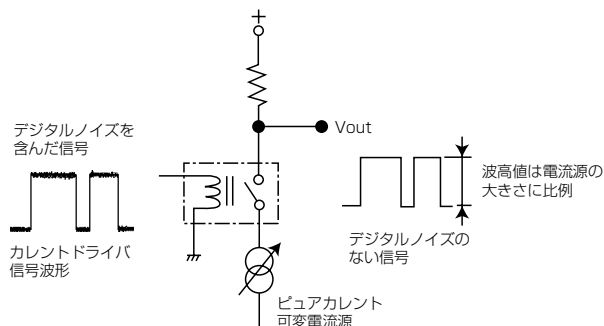 +
Vout
デジタルノイズを
含んだ信号
カレントドライバ
信号波形
波高値は電流源の
大きさに比例
デジタルノイズの
ない信号
ピュアカレント
可変電流源